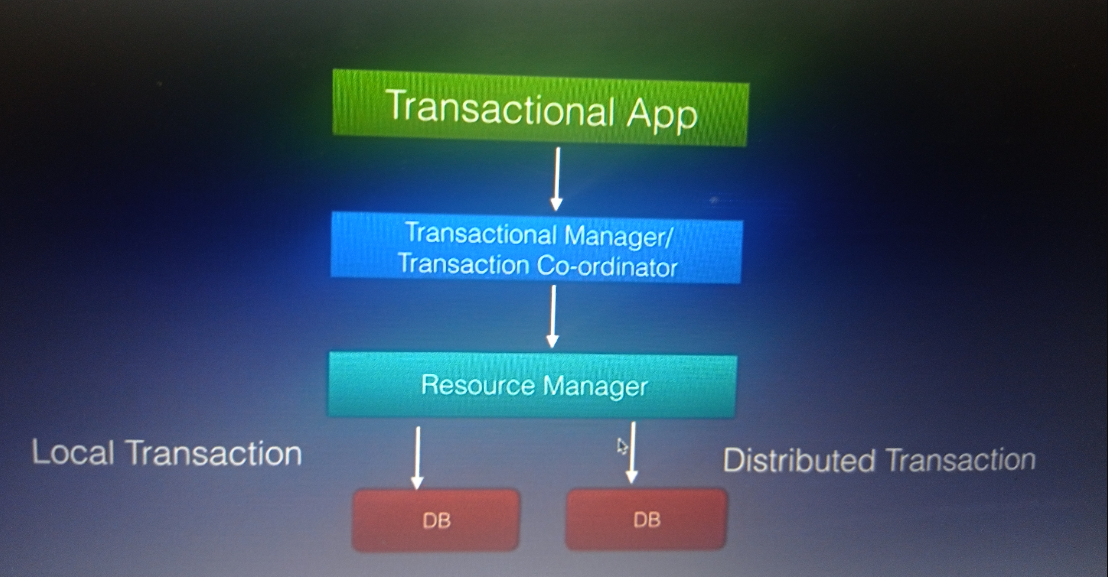 Transactional App
Transactional Manager/
Transaction Co-ordinator
Resource Manager
Local Transaction
Distributed Transaction
DB
DB